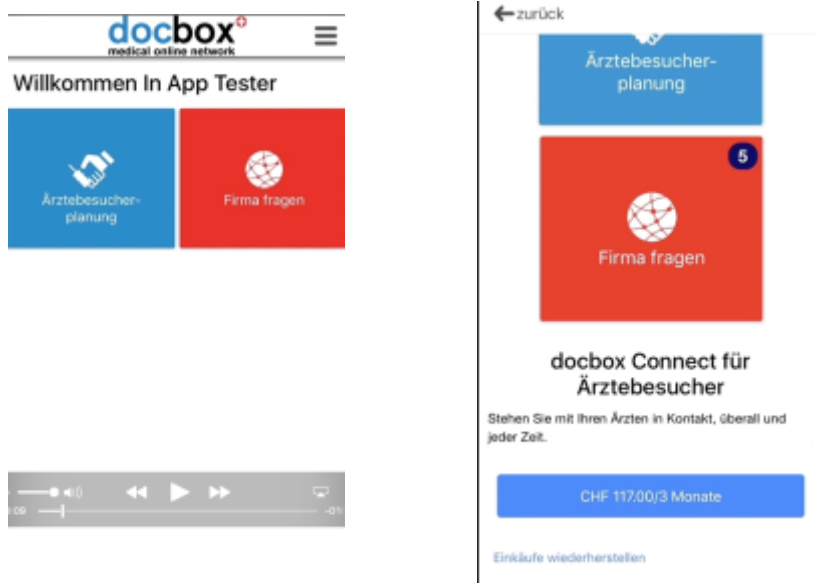 docbox
medical online network
Willkommen In App Tester
Ärztebesucher-
planung
Firma fragen
zurück
Ärztebesucher-
planung
5
Firma fragen
docbox Connect für
Ärztebesucher
Stehen Sie mit Ihren Ärzten in Kontakt, überall und
jeder Zeit.
CHF 117.00/3 Monate
Einkäufe wiederherstellen